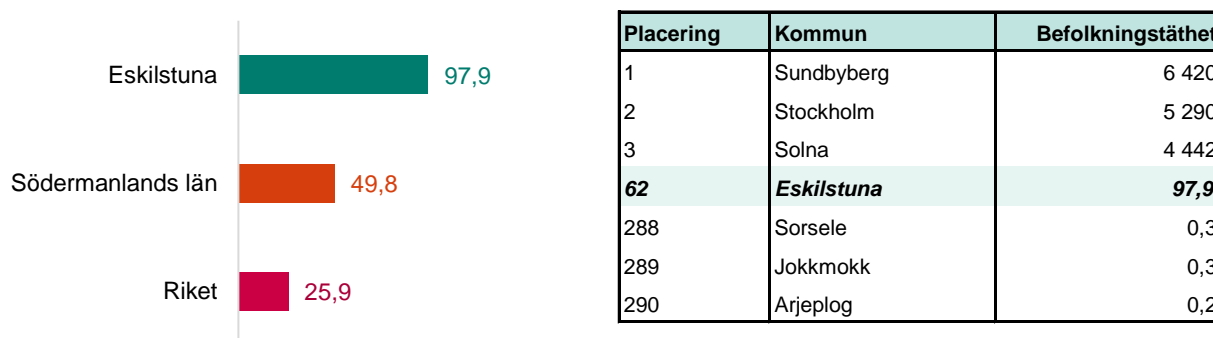 Eskilstuna 97,9
Södermanlands län 49,8
Riket 25,9
Placering Kommun Befolkningstäthet
1 Sundbyberg 6 420
2 Stockholm 5 290
3 Solna 4 442
62 Eskilstuna 97,9
288 Sorsele 0,3
289 Jokkmokk 0,3
290 Arjeplog 0,2